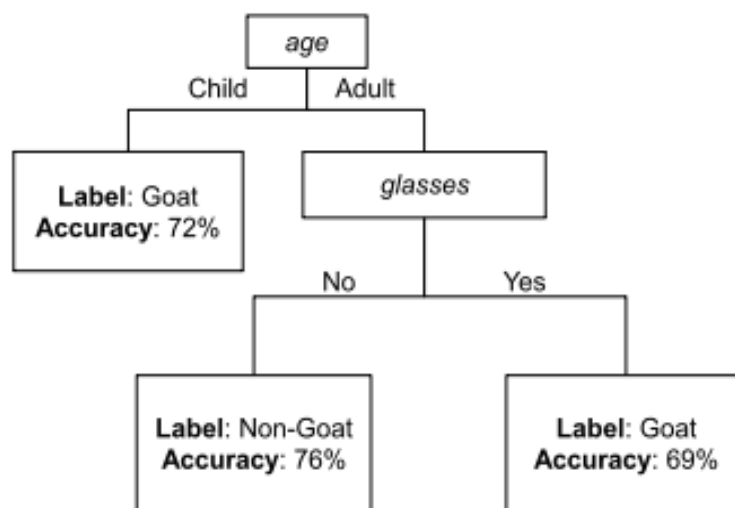 age
Child
Adult
Label: Goat
Accuracy: 72%
glasses
No
Yes
Label: Non-Goat
Accuracy: 76%
Label: Goat
Accuracy: 69%